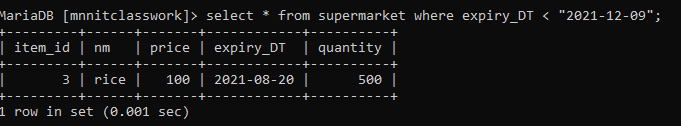 MariaDB [mnnitclasswork]> select * from supermarket where expiry_DT < "2021-12-09";
+---------+------+-------+------------+----------+
| item_id | nm   | price | expiry_DT  | quantity |
+---------+------+-------+------------+----------+
|       3 | rice |   100 | 2021-08-20 |      500 |
+---------+------+-------+------------+----------+
1 row in set (0.001 sec)